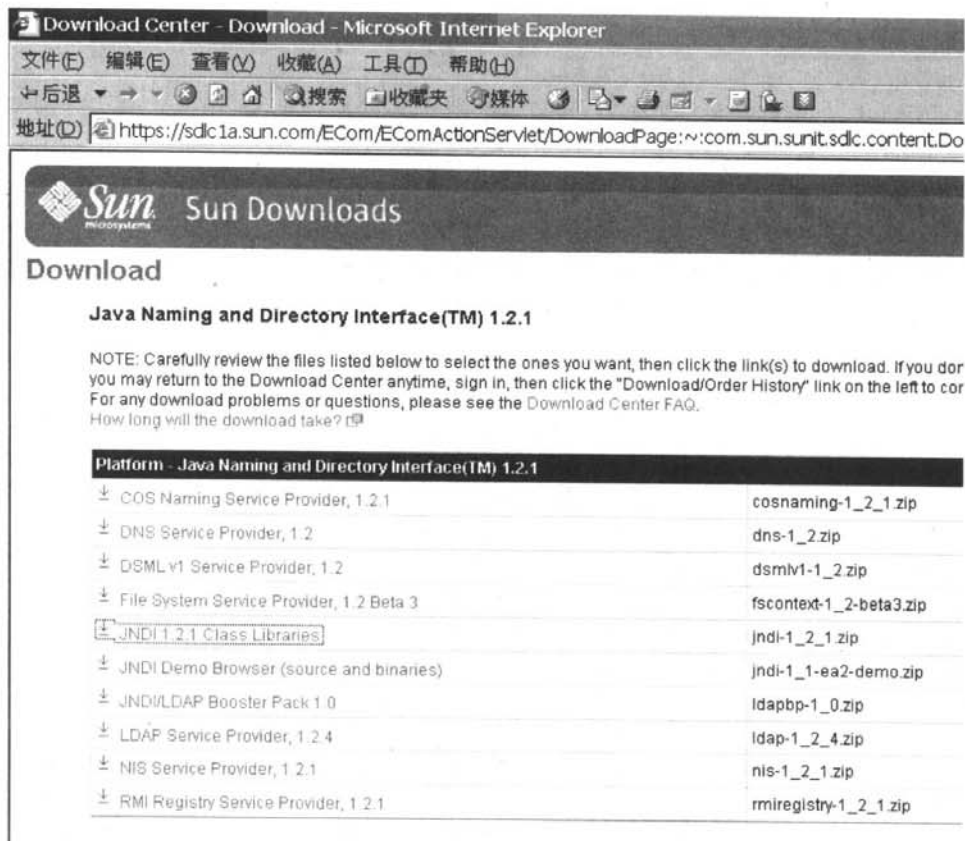 Download Center - Download - Microsoft Internet Explorer
文件(F) 编辑(E) 查看(V) 收藏(A) 工具(T) 帮助(H)
后退 搜索 收藏夹 媒体
地址(D) https://sdlc1a.sun.com/ECom/EComActionServlet/DownloadPage:~:com.sun.sunit.sdlc.content.Do
Sun microsystems Sun Downloads
Download
Java Naming and Directory Interface(TM) 1.2.1
NOTE: Carefully review the files listed below to select the ones you want, then click the link(s) to download. If you don
you may return to the Download Center anytime, sign in, then click the "Download/Order History" link on the left to cor
For any download problems or questions, please see the Download Center FAQ.
How long will the download take?
Platform - Java Naming and Directory Interface(TM) 1.2.1
COS Naming Service Provider, 1.2.1 cosnaming-1_2_1.zip
DNS Service Provider, 1.2 dns-1_2.zip
DSML v1 Service Provider, 1.2 dsmlv1-1_2.zip
File System Service Provider, 1.2 Beta 3 fscontext-1_2-beta3.zip
JNDI 1.2.1 Class Libraries jndi-1_2_1.zip
JNDI Demo Browser (source and binaries) jndi-1_1-ea2-demo.zip
JNDI/LDAP Booster Pack 1.0 ldapbp-1_0.zip
LDAP Service Provider, 1.2.4 ldap-1_2_4.zip
NIS Service Provider, 1.2.1 nis-1_2_1.zip
RMI Registry Service Provider, 1.2.1 rmiregistry-1_2_1.zip